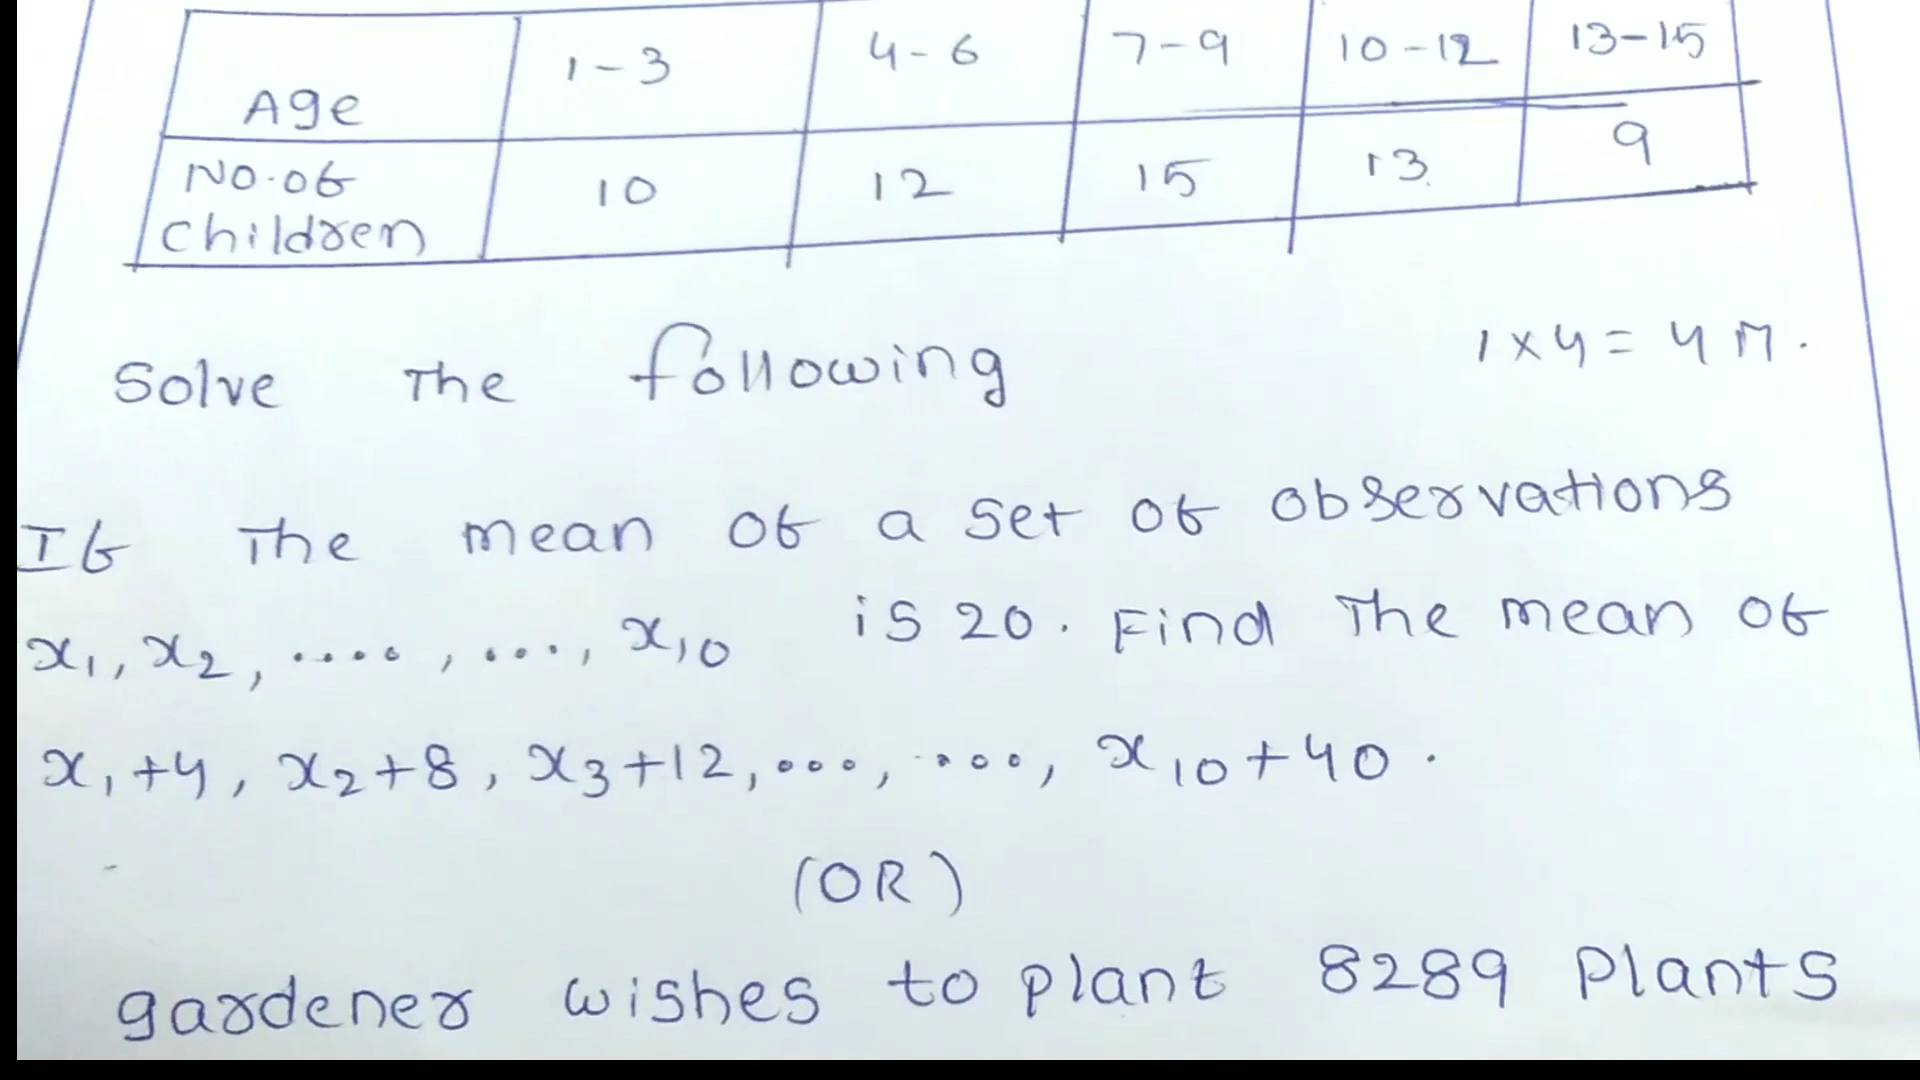 Age 1-3 4-6 7-9 10-12 13-15
No.of children 10 12 15 13 9
Solve The following 1×4=4M.
If The mean of a set of observations
x₁, x₂, ...., ..., x₁₀ is 20. Find The mean of
x₁+4, x₂+8, x₃+12, ..., ..., x₁₀+40.
(OR)
gardener wishes to plant 8289 Plants